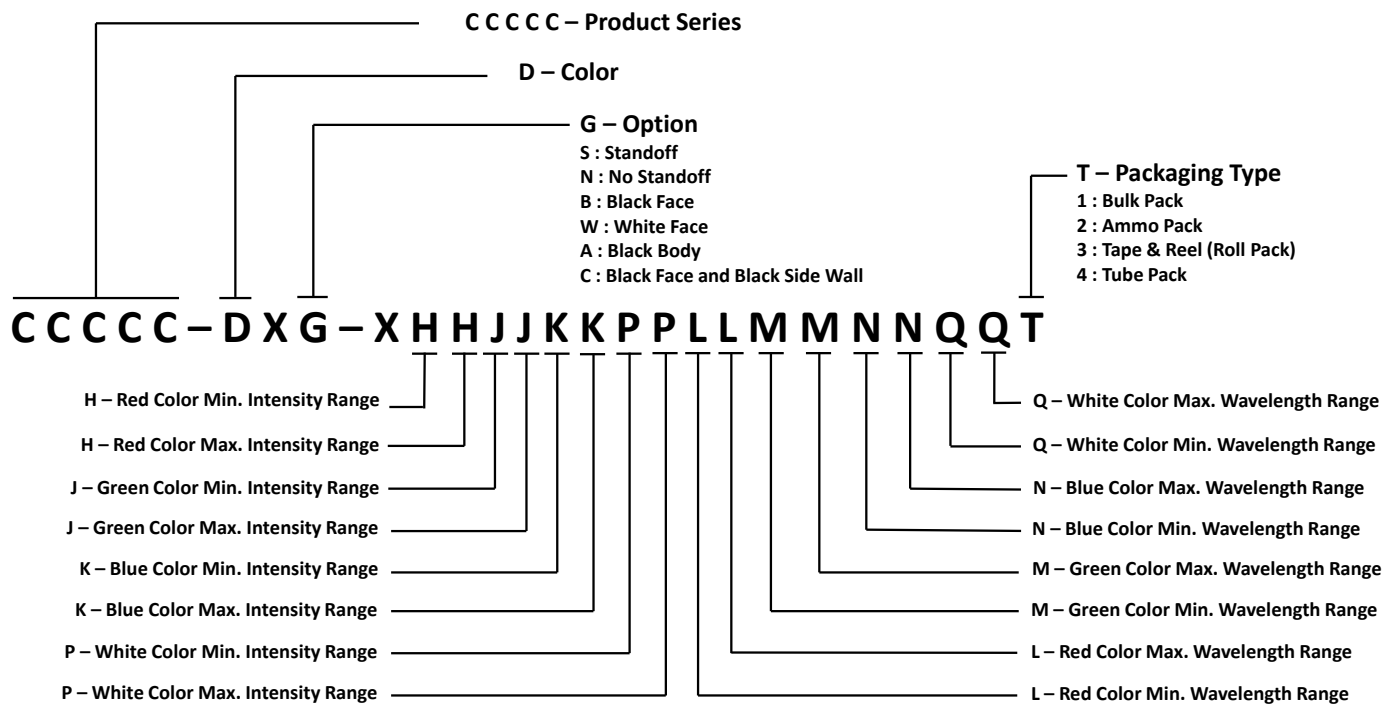 C C C C C – Product Series
D – Color
G – Option
S : Standoff
N : No Standoff
B : Black Face
W : White Face
A : Black Body
C : Black Face and Black Side Wall
T – Packaging Type
1 : Bulk Pack
2 : Ammo Pack
3 : Tape & Reel (Roll Pack)
4 : Tube Pack
C C C C C – D X G – X H H J J K K P P L L M M N N Q Q T
H – Red Color Min. Intensity Range
H – Red Color Max. Intensity Range
J – Green Color Min. Intensity Range
J – Green Color Max. Intensity Range
K – Blue Color Min. Intensity Range
K – Blue Color Max. Intensity Range
P – White Color Min. Intensity Range
P – White Color Max. Intensity Range
Q – White Color Max. Wavelength Range
Q – White Color Min. Wavelength Range
N – Blue Color Max. Wavelength Range
N – Blue Color Min. Wavelength Range
M – Green Color Max. Wavelength Range
M – Green Color Min. Wavelength Range
L – Red Color Max. Wavelength Range
L – Red Color Min. Wavelength Range